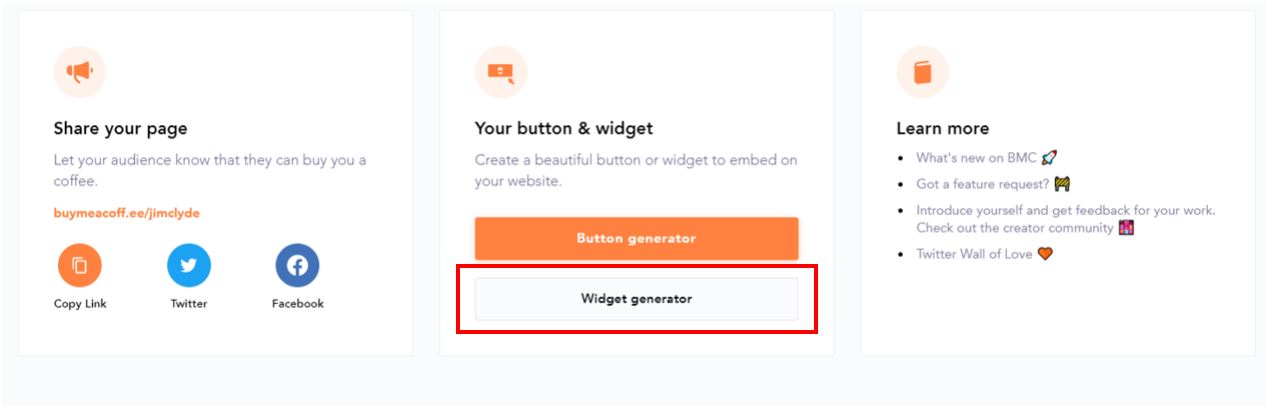 Share your page
Let your audience know that they can buy you a
coffee.
buymeacoff.ee/jimclyde
Copy Link
Twitter
Facebook
Your button & widget
Create a beautiful button or widget to embed on
your website.
Button generator
Widget generator
Learn more
What's new on BMC 🚀
Got a feature request? 🚧
Introduce yourself and get feedback for your work.
Check out the creator community
Twitter Wall of Love 🧡